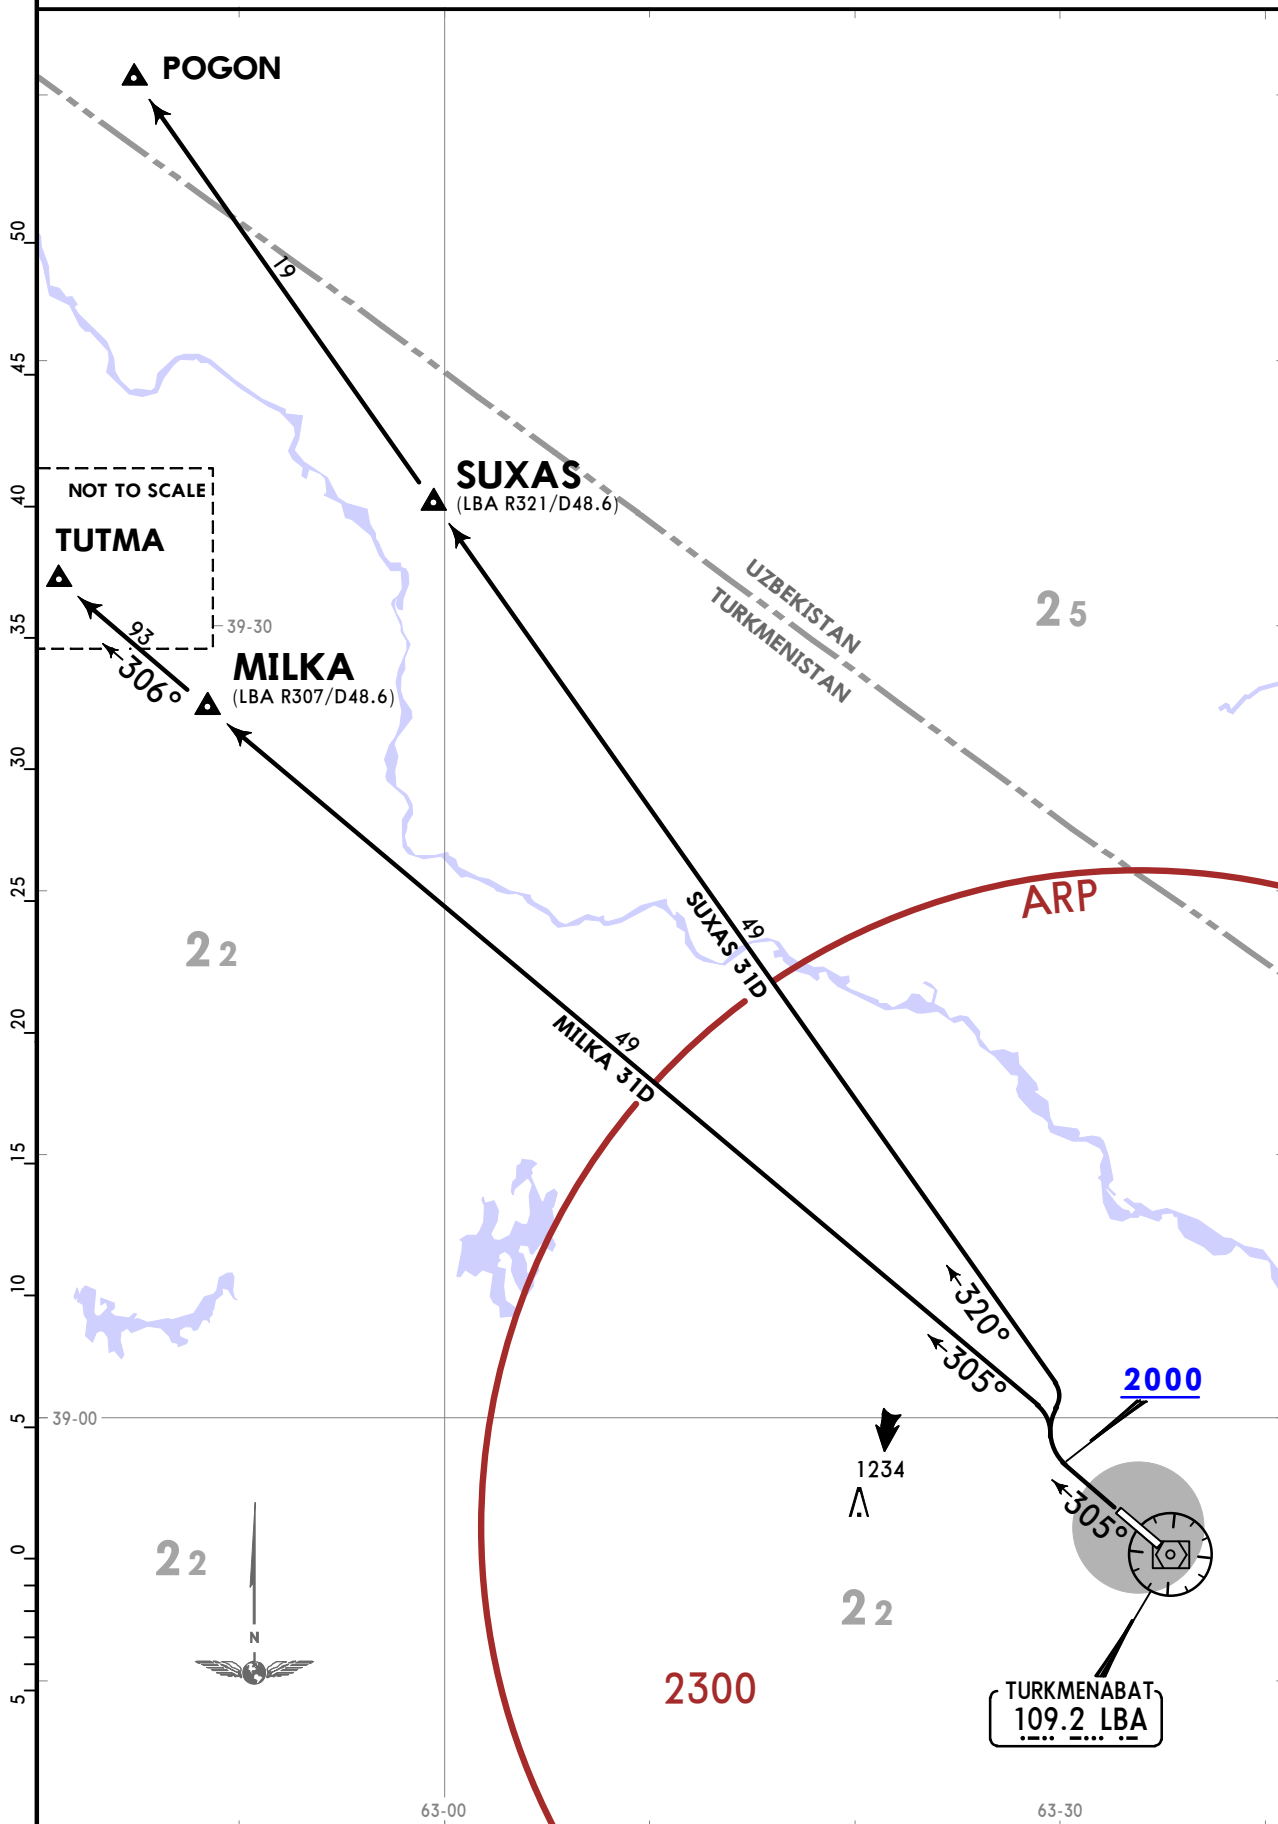 POGON
50
19
45
SUXAS
(LBA R321/D48.6)
40
NOT TO SCALE
TUTMA
UZBEKISTAN
TURKMENISTAN
25
35
93
39-30
306°
MILKA
(LBA R307/D48.6)
30
25
ARP
49
SUXAS 31D
22
20
49
MILKA 31D
15
10
320°
305°
2000
5
39-00
1234
305°
0
22
22
N
5
2300
TURKMENABAT
109.2 LBA
63-00
63-30